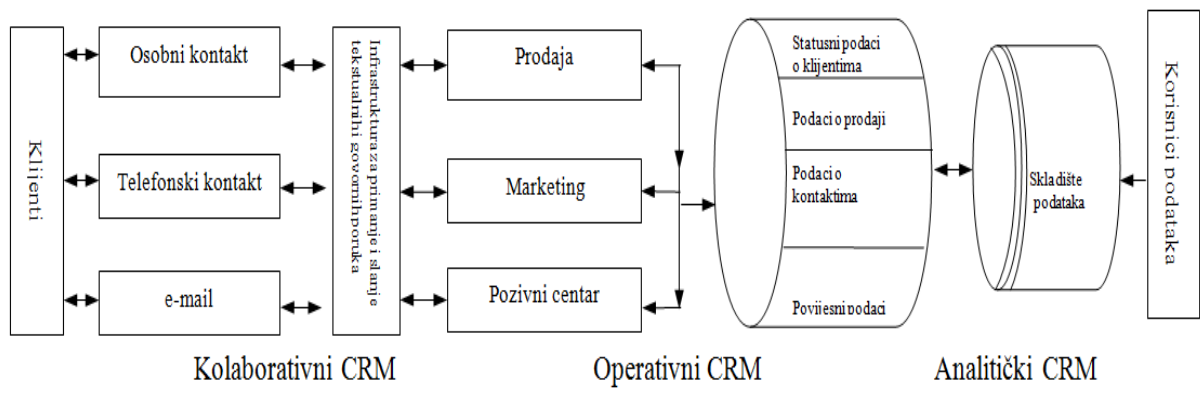 Klijenti
Osobni kontakt
Telefonski kontakt
e-mail
Infrastruktura za primanje i slanje
tekstualnih i govornih poruka
Prodaja
Marketing
Pozivni centar
Statusni podaci
o klijentima
Podaci o prodaji
Podaci o
kontaktima
Povijesni podaci
Skladište
podataka
Korisnici podataka
Kolaborativni CRM
Operativni CRM
Analitički CRM